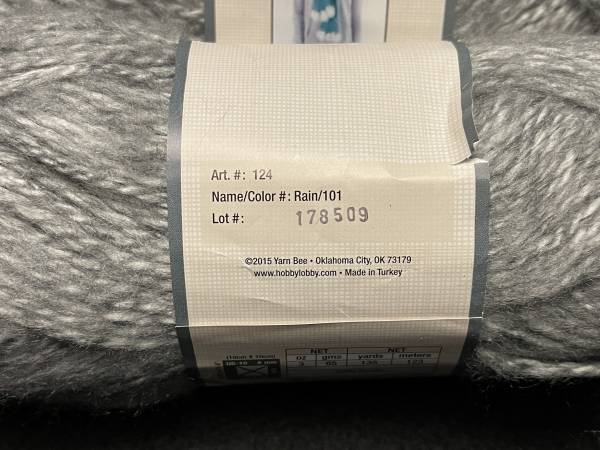 Art. #: 124
Name/Color #: Rain/101
Lot #: 178509
©2015 Yarn Bee • Oklahoma City, OK 73179
www.hobbylobby.com • Made in Turkey
NET NET
oz gms yards meters
3 85 135 123